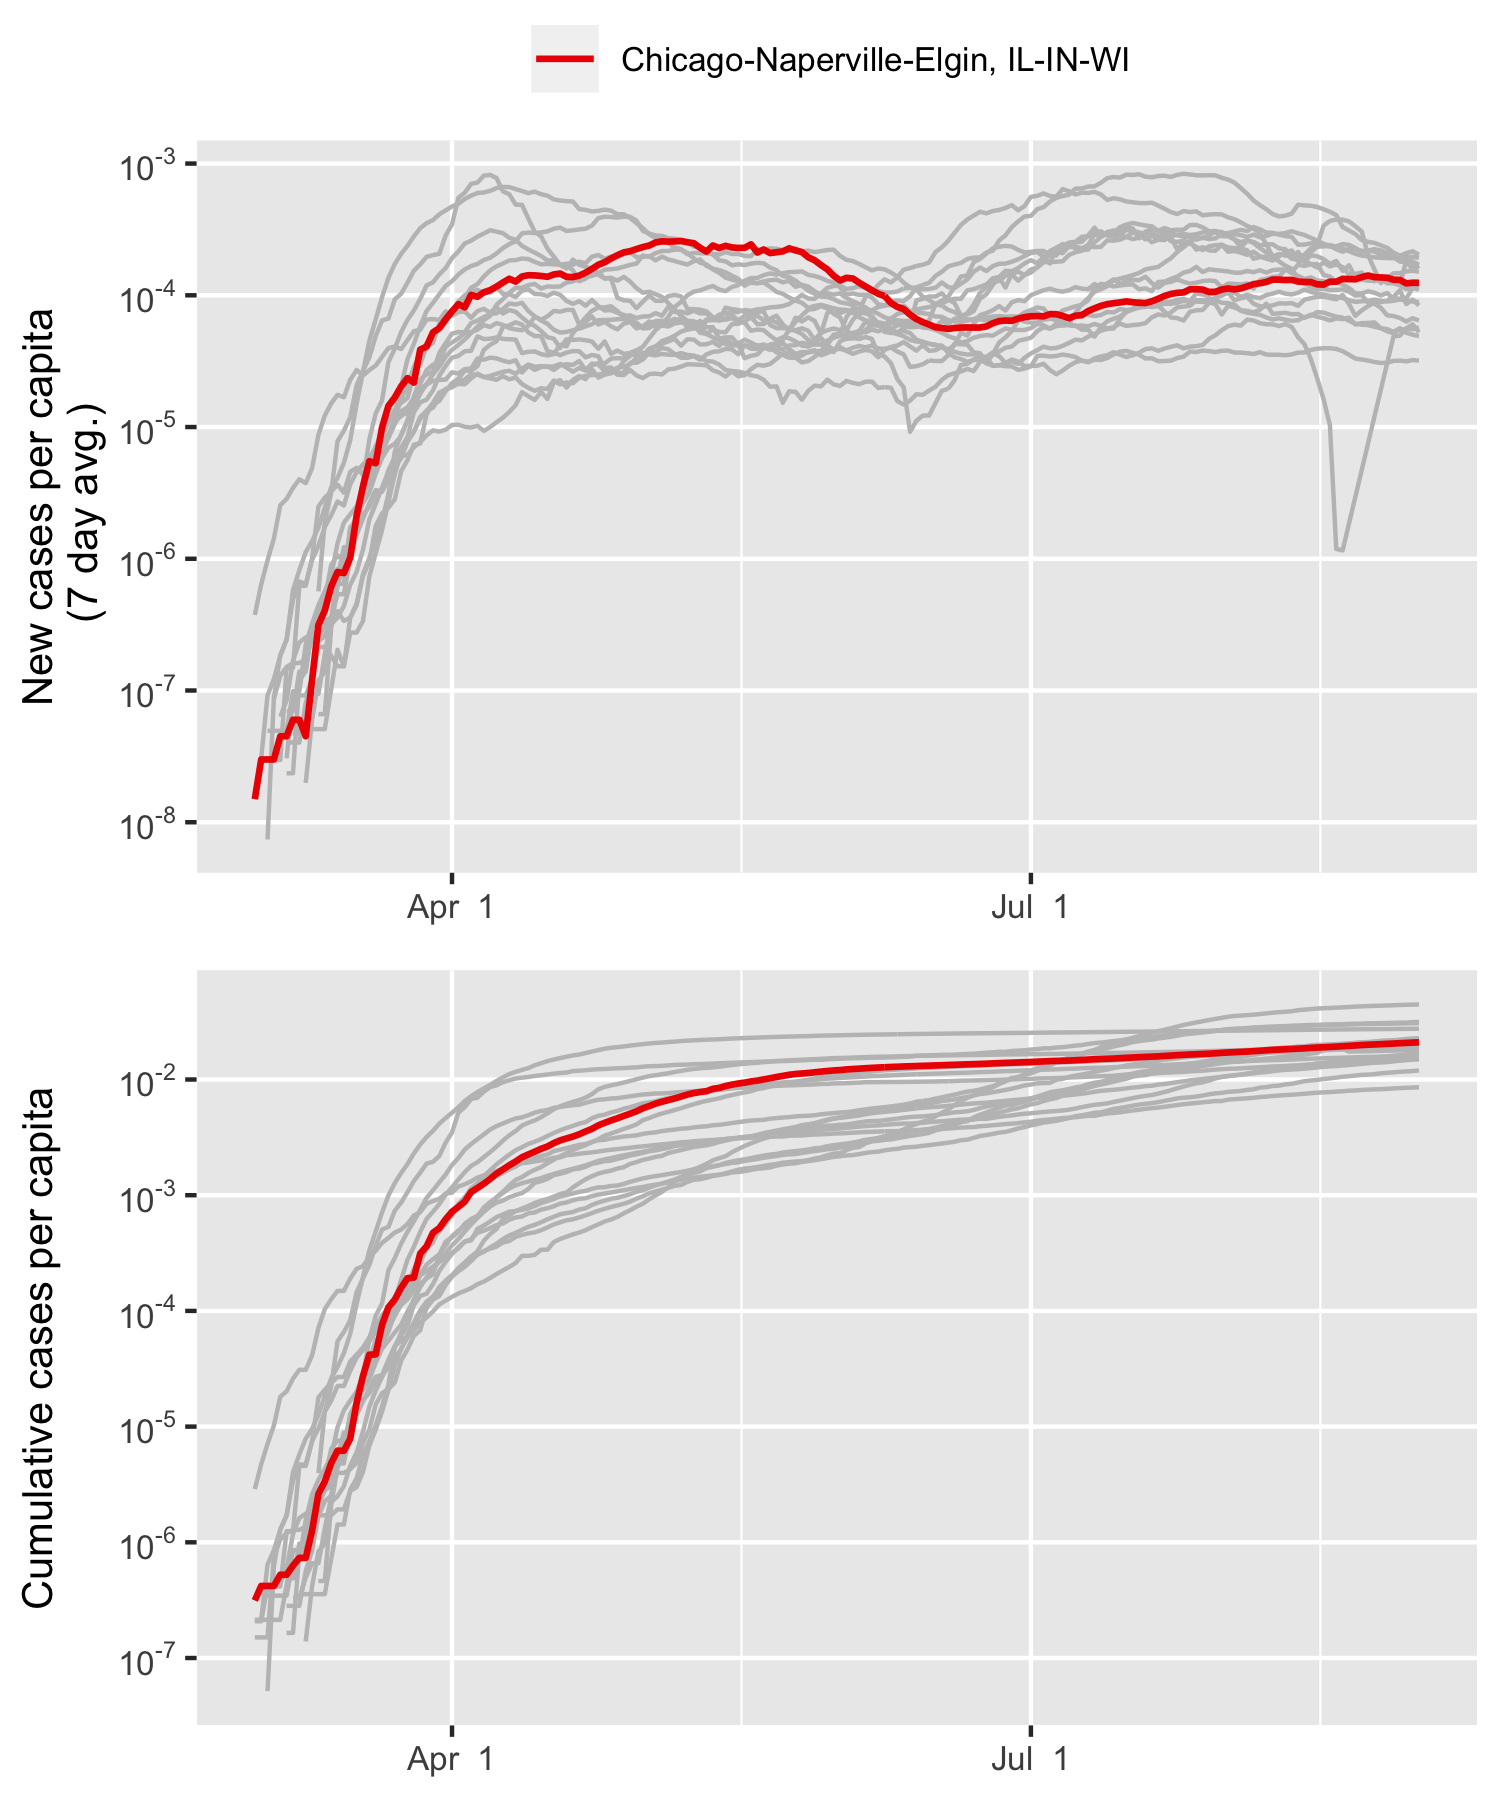 Chicago-Naperville-Elgin, IL-IN-WI
New cases per capita
(7 day avg.)
10-3
10-4
10-5
10-6
10-7
10-8
Apr 1
Jul 1
Cumulative cases per capita
10-2
10-3
10-4
10-5
10-6
10-7
Apr 1
Jul 1